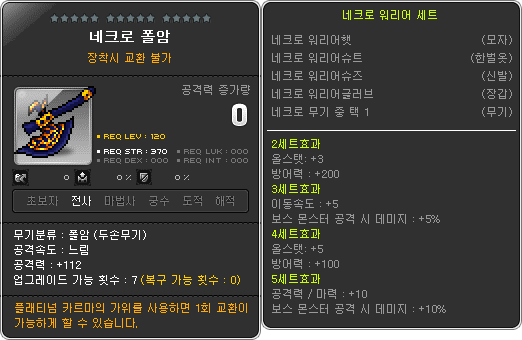 네크로 폴암
장착시 교환 불가
공격력 증가량
0
REQ LEV : 120
REQ STR : 370
REQ LUK : 000
REQ DEX : 000
REQ INT : 000
0 %
0 %
0 %
초보자 전사 마법사 궁수 도적 해적
무기분류 : 폴암 (두손무기)
공격속도 : 느림
공격력 : +112
업그레이드 가능 횟수 : 7 (복구 가능 횟수 : 0)
플래티넘 카르마의 가위를 사용하면 1회 교환이
가능하게 할 수 있습니다.
네크로 워리어 세트
네크로 워리어햇 (모자)
네크로 워리어슈트 (한벌옷)
네크로 워리어슈즈 (신발)
네크로 워리어글러브 (장갑)
네크로 무기 중 택 1 (무기)
2세트효과
올스탯: +3
방어력 : +200
3세트효과
이동속도 : +5
보스 몬스터 공격 시 데미지 : +5%
4세트효과
올스탯: +5
방어력 : +100
5세트효과
공격력 / 마력 : +10
보스 몬스터 공격 시 데미지 : +10%